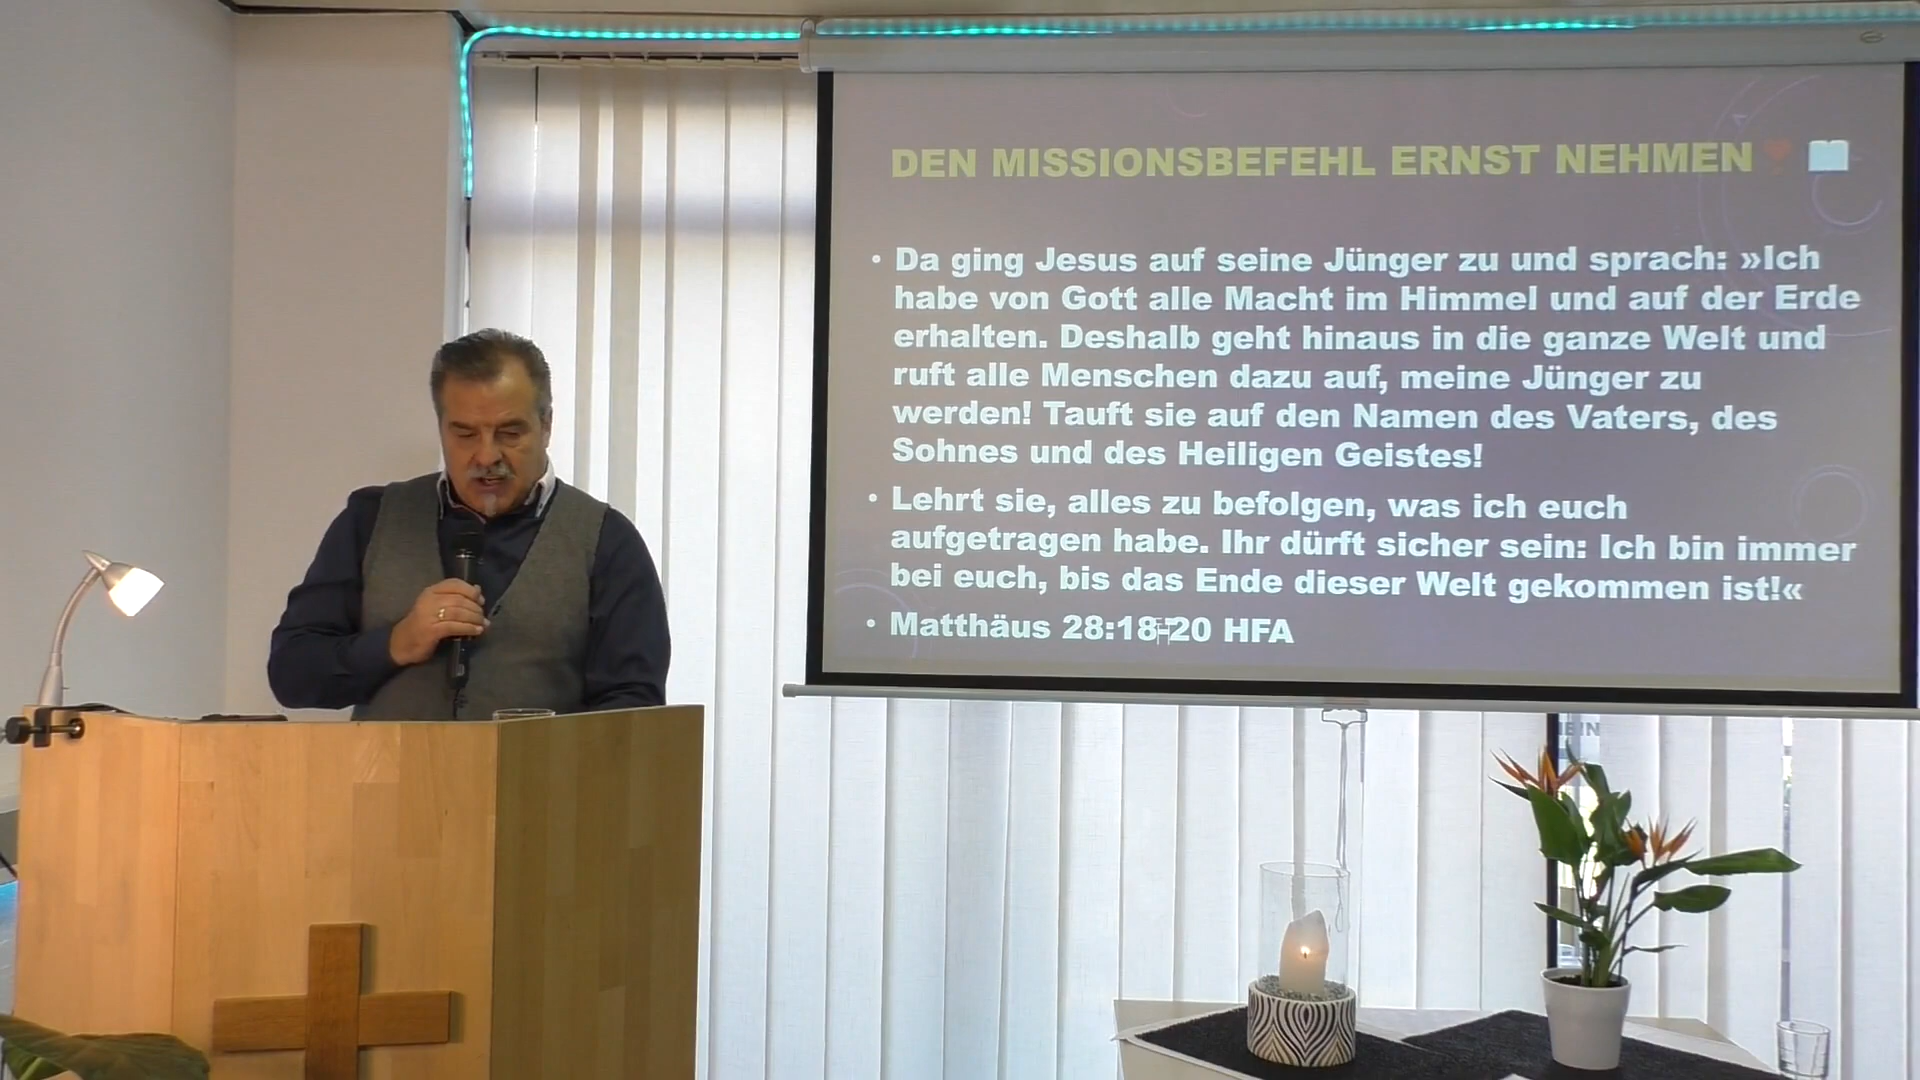 DEN MISSIONSBEFEHL ERNST NEHMEN❣️📖
• Da ging Jesus auf seine Jünger zu und sprach: »Ich
habe von Gott alle Macht im Himmel und auf der Erde
erhalten. Deshalb geht hinaus in die ganze Welt und
ruft alle Menschen dazu auf, meine Jünger zu
werden! Tauft sie auf den Namen des Vaters, des
Sohnes und des Heiligen Geistes!
• Lehrt sie, alles zu befolgen, was ich euch
aufgetragen habe. Ihr dürft sicher sein: Ich bin immer
bei euch, bis das Ende dieser Welt gekommen ist!«
• Matthäus 28:18-20 HFA